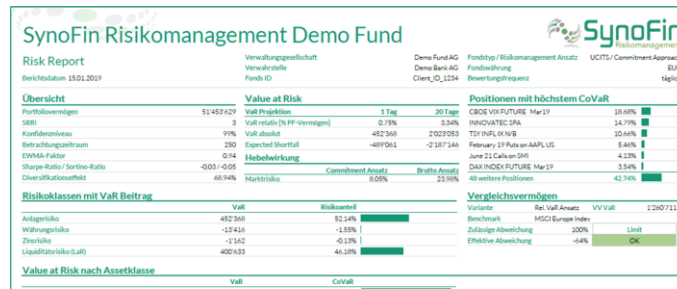 SynoFin Risikomanagement Demo Fund
SynoFin
Risikomanagement
Risk Report
Berichtsdatum 15.01.2019
Verwaltungsgesellschaft Demo Fund AG
Verwahrstelle Demo Bank AG
Fonds ID Client_ID_1234
Fondstyp / Risikomanagement Ansatz UCITS / Commitment Approac
Fondswährung EU
Bewertungsfrequenz täglic
Übersicht
Portfoliovermögen 51'453'629
SRRI 3
Konfidenzniveau 99%
Betrachtungszeitraum 250
EWMA-Faktor 0.94
Sharpe-Ratio / Sortino-Ratio -0.03 / -0.05
Diversifikationseffekt 68.94%
Value at Risk
VaR Projektion 1 Tag 20 Tage
VaR relativ [% PF-Vermögen] 0.75% 3.34%
VaR absolut 452'368 2'023'053
Expected Shortfall -489'061 -2'187'146
Hebelwirkung
Commitment Ansatz Brutto Ansatz
Marktrisiko 8.05% 23.98%
Positionen mit höchstem CoVaR
CBOE VIX FUTURE Mar19 18.68%
INNOVATEC SPA 14.79%
TSY INFL IX N/B 10.66%
February 19 Puts on AAPL US 5.46%
June 21 Calls on SMI 4.13%
DAX INDEX FUTURE Mar19 3.54%
48 weitere Positionen 42.74%
Risikoklassen mit VaR Beitrag
VaR Risikoanteil
Anlagerisiko 452'368 52.14%
Währungsrisiko -13'416 -1.55%
Zinsrisiko -1'162 -0.13%
Liquiditätsrisiko (LaR) 400'633 46.18%
Vergleichsvermögen
Variante Rel. VaR Ansatz VV VaR 1'260'711
Benchmark MSCI Europe Index
Zulässige Abweichung 100% Limit
Effektive Abweichung -64% OK
Value at Risk nach Assetklasse
VaR CoVaR